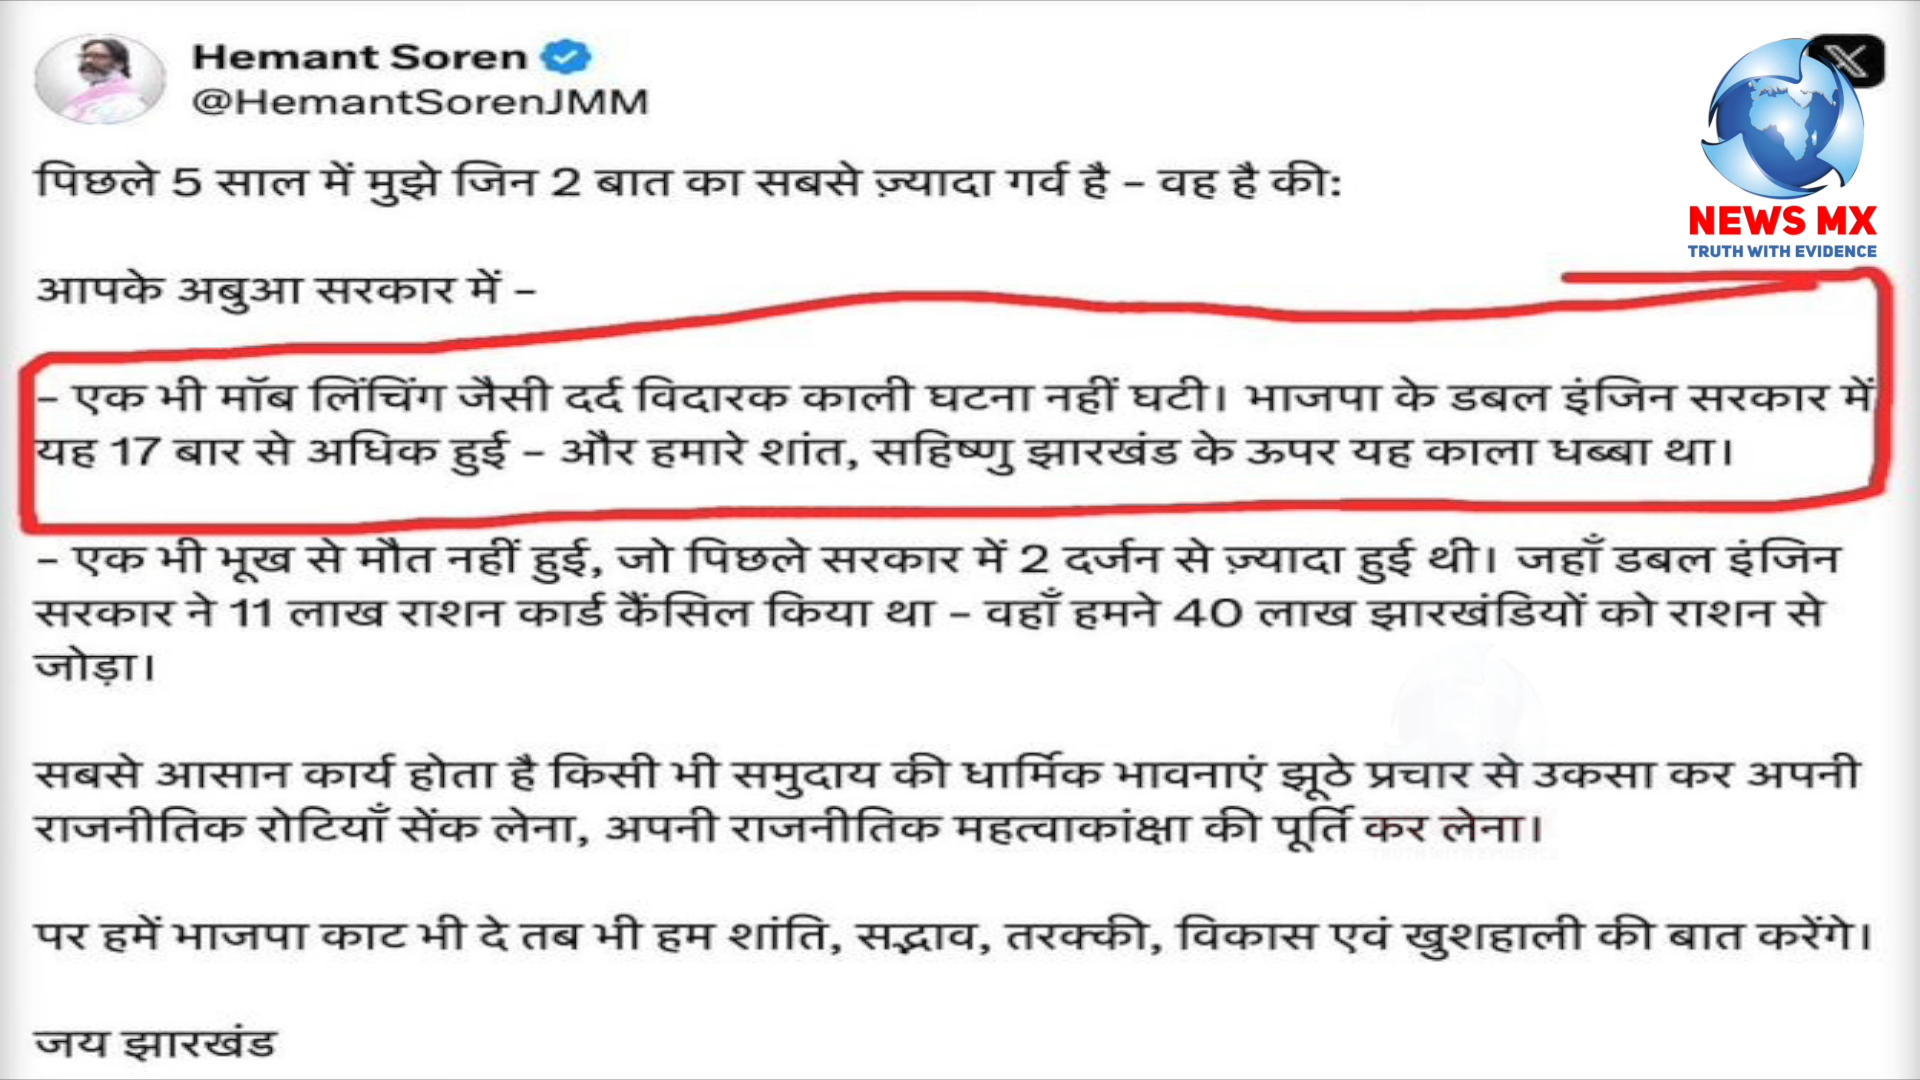 Hemant Soren
@HemantSorenJMM
X
NEWS MX
TRUTH WITH EVIDENCE
पिछले 5 साल में मुझे जिन 2 बात का सबसे ज़्यादा गर्व है – वह है की:
आपके अबुआ सरकार में –
– एक भी मॉब लिंचिंग जैसी दर्द विदारक काली घटना नहीं घटी। भाजपा के डबल इंजिन सरकार में
यह 17 बार से अधिक हुई – और हमारे शांत, सहिष्णु झारखंड के ऊपर यह काला धब्बा था।
– एक भी भूख से मौत नहीं हुई, जो पिछले सरकार में 2 दर्जन से ज़्यादा हुई थी। जहाँ डबल इंजिन
सरकार ने 11 लाख राशन कार्ड कैंसिल किया था – वहाँ हमने 40 लाख झारखंडियों को राशन से
जोड़ा।
सबसे आसान कार्य होता है किसी भी समुदाय की धार्मिक भावनाएं झूठे प्रचार से उकसा कर अपनी
राजनीतिक रोटियाँ सेंक लेना, अपनी राजनीतिक महत्वाकांक्षा की पूर्ति कर लेना।
पर हमें भाजपा काट भी दे तब भी हम शांति, सद्भाव, तरक्की, विकास एवं खुशहाली की बात करेंगे।
जय झारखंड